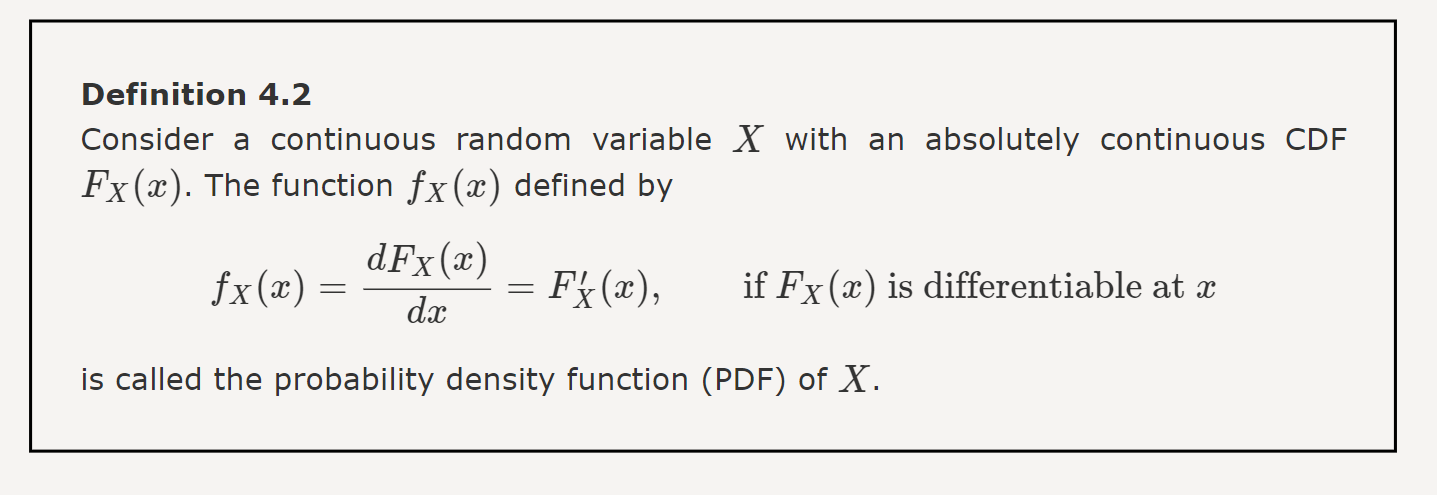 Definition 4.2
Consider a continuous random variable $X$ with an absolutely continuous CDF
$F_X(x)$. The function $f_X(x)$ defined by
$f_X(x) = \frac{dF_X(x)}{dx} = F'_X(x), \qquad \text{if } F_X(x) \text{ is differentiable at } x$
is called the probability density function (PDF) of $X$.